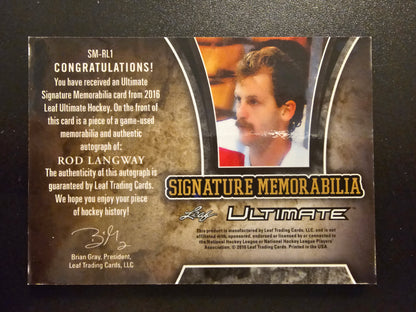 SM-RL1
CONGRATULATIONS!
You have received an Ultimate
Signature Memorabilia card from 2016
Leaf Ultimate Hockey. On the front of
this card is a piece of a game-used
memorabilia and authentic
autograph of:
ROD LANGWAY
The authenticity of this autograph is
guaranteed by Leaf Trading Cards.
We hope you enjoy your piece
of hockey history!
Brian Gray, President,
Leaf Trading Cards, LLC
SIGNATURE MEMORABILIA
Leaf ULTIMATE
This product is manufactured by Leaf Trading Cards, LLC. and is not
affiliated with, sponsored, endorsed or licensed by or connected to
the National Hockey League or National Hockey League Players'
Association. © 2016 Leaf Trading Cards. Printed in the USA.